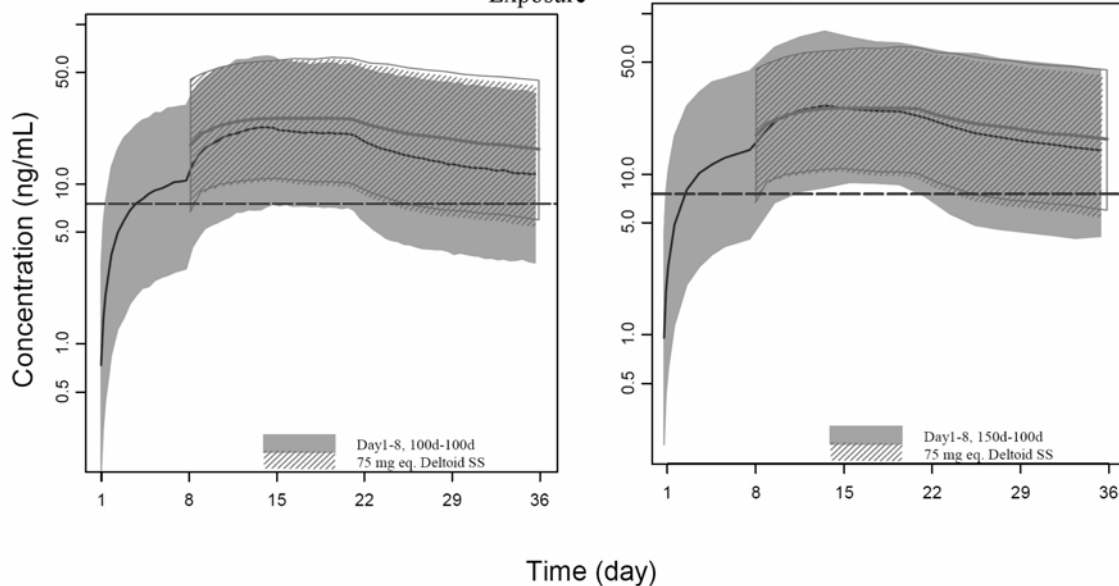 Exposure
Concentration (ng/mL)
50.0
10.0
5.0
1.0
0.5
Day1-8, 100d-100d
75 mg eq. Deltoid SS
1 8 15 22 29 36
50.0
10.0
5.0
1.0
0.5
Day1-8, 150d-100d
75 mg eq. Deltoid SS
1 8 15 22 29 36
Time (day)